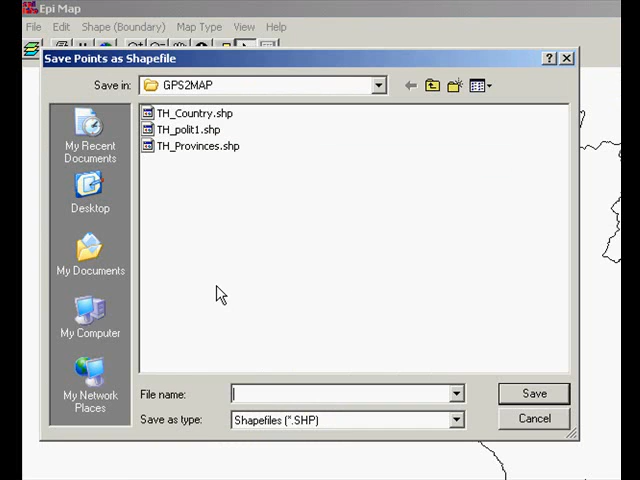 Epi Map
File Edit Shape (Boundary) Map Type View Help
Save Points as Shapefile
Save in: GPS2MAP
TH_Country.shp
TH_polit1.shp
TH_Provinces.shp
My Recent
Documents
Desktop
My Documents
My Computer
My Network
Places
File name: Save
Save as type: Shapefiles (*.SHP) Cancel